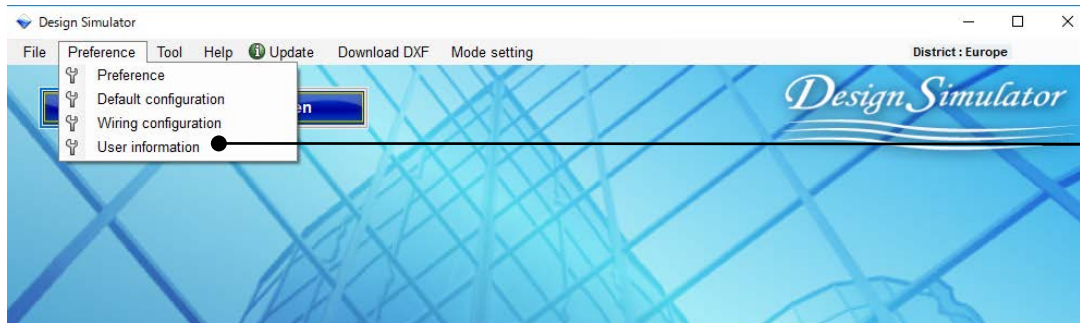 Design Simulator
File Preference Tool Help Update Download DXF Mode setting District : Europe
Preference
Default configuration
Wiring configuration
User information
Design Simulator